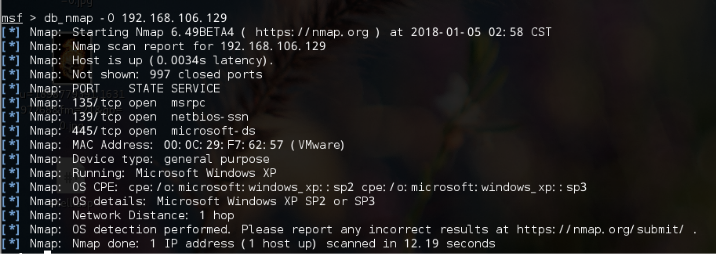 msf > db_nmap -O 192.168.106.129
[*] Nmap: Starting Nmap 6.49BETA4 ( https://nmap.org ) at 2018-01-05 02:58 CST
[*] Nmap: Nmap scan report for 192.168.106.129
[*] Nmap: Host is up (0.0034s latency).
[*] Nmap: Not shown: 997 closed ports
[*] Nmap: PORT    STATE SERVICE
[*] Nmap: 135/tcp open  msrpc
[*] Nmap: 139/tcp open  netbios-ssn
[*] Nmap: 445/tcp open  microsoft-ds
[*] Nmap: MAC Address: 00:0C:29:F7:62:57 (VMware)
[*] Nmap: Device type: general purpose
[*] Nmap: Running: Microsoft Windows XP
[*] Nmap: OS CPE: cpe:/o:microsoft:windows_xp::sp2 cpe:/o:microsoft:windows_xp::sp3
[*] Nmap: OS details: Microsoft Windows XP SP2 or SP3
[*] Nmap: Network Distance: 1 hop
[*] Nmap: OS detection performed. Please report any incorrect results at https://nmap.org/submit/ .
[*] Nmap: Nmap done: 1 IP address (1 host up) scanned in 12.19 seconds